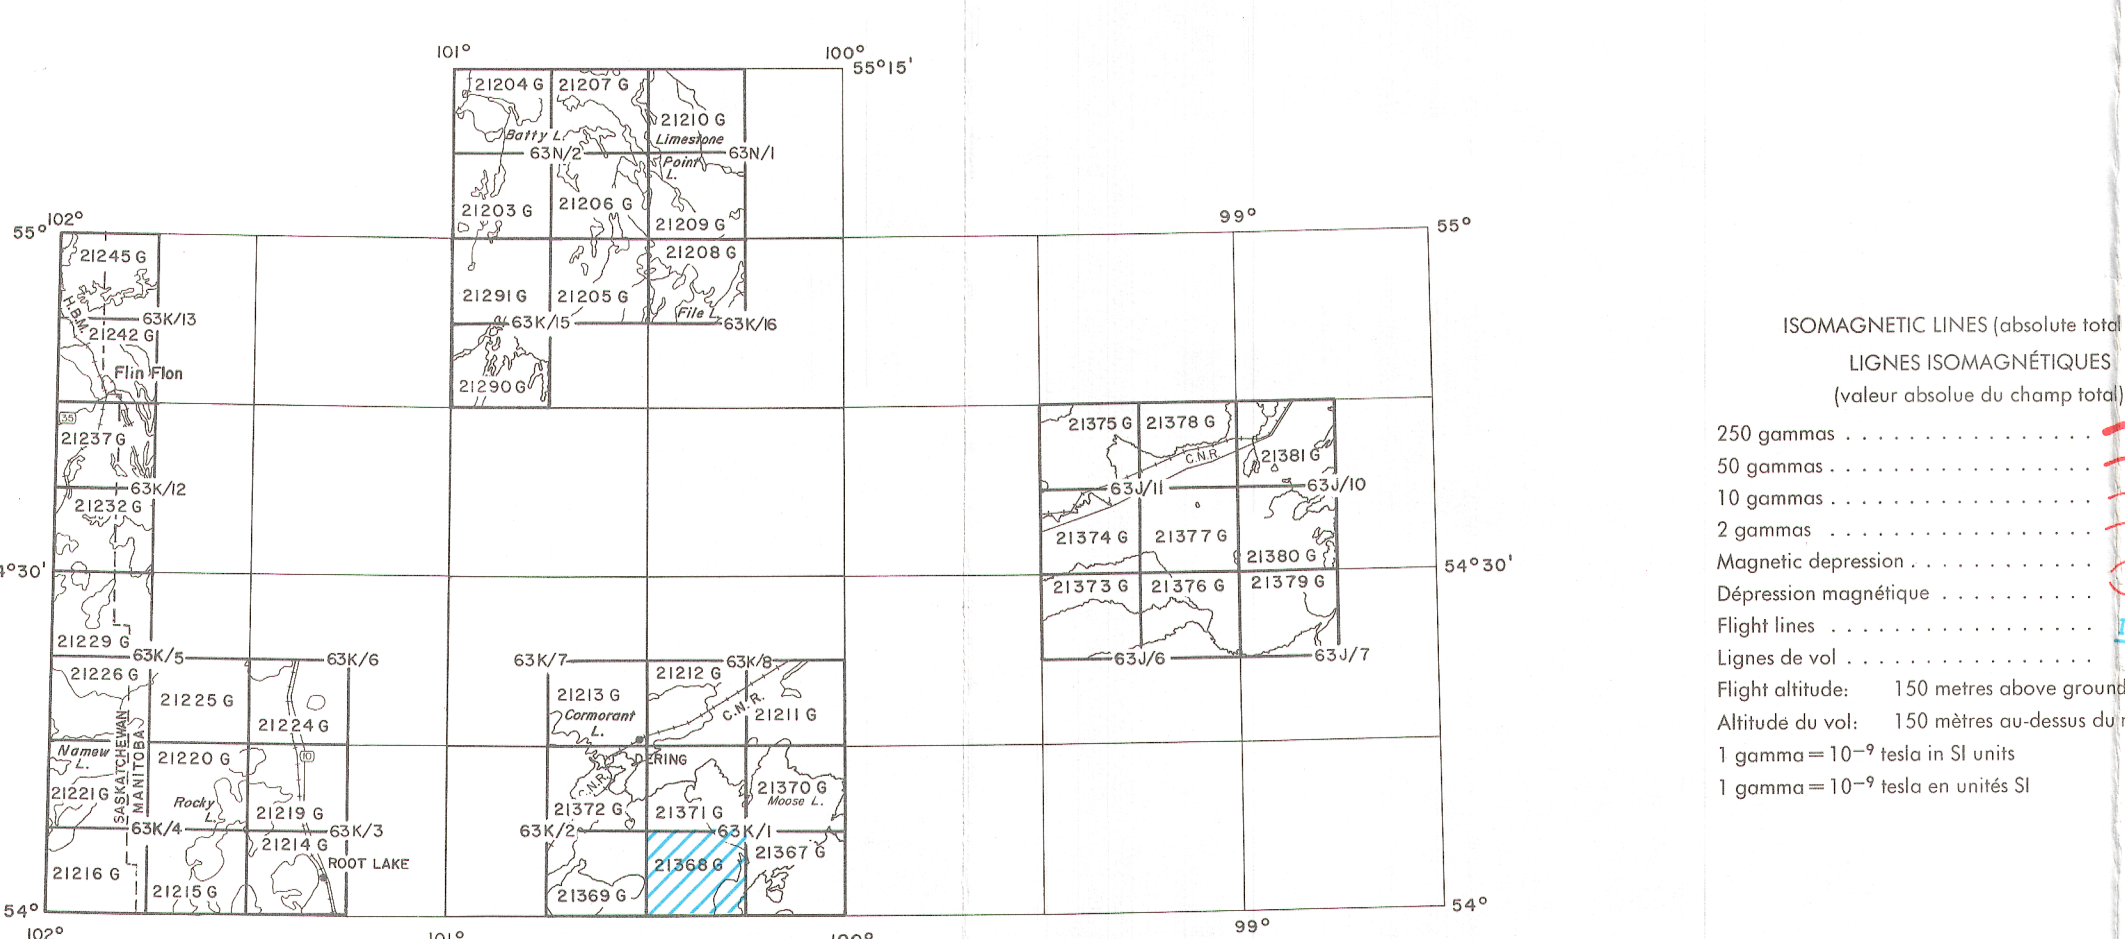 101°
100°
55°15'
21204 G
21207 G
21210 G
Batty L.
Limestone
Point
L.
63N/2
63N/1
21203 G
21206 G
21209 G
21208 G
21291 G
21205 G
File L.
63K/15
63K/16
21290 G
55°
102°
21245 G
H.B.M.
63K/13
21242 G
Flin Flon
35
21237 G
63K/12
21232 G
4°30'
21229 G
63K/5
63K/6
21226 G
21225 G
21224 G
SASKATCHEWAN
MANITOBA
Namew
L.
21220 G
10
21221 G
Rocky
L.
21219 G
63K/4
63K/3
21214 G
ROOT LAKE
21216 G
21215 G
54°
102°
101°
100°
63K/7
63K/8
21213 G
21212 G
Cormorant
L.
C.N.R.
21211 G
DERING
C.N.R.
21370 G
Moose L.
21372 G
21371 G
63K/2
63K/1
21368 G
21367 G
21369 G
99°
55°
21375 G
21378 G
C.N.R.
21381 G
63J/11
63J/10
21374 G
21377 G
21380 G
54°30'
21373 G
21376 G
21379 G
63J/6
63J/7
54°
99°
ISOMAGNETIC LINES (absolute total
LIGNES ISOMAGNÉTIQUES
(valeur absolue du champ total)
250 gammas . . . . . . . . . . . . . . . .
50 gammas . . . . . . . . . . . . . . . . .
10 gammas . . . . . . . . . . . . . . . . .
2 gammas . . . . . . . . . . . . . . . . .
Magnetic depression . . . . . . . . . . . .
Dépression magnétique . . . . . . . . . .
Flight lines . . . . . . . . . . . . . . . . .
Lignes de vol . . . . . . . . . . . . . . . .
Flight altitude: 150 metres above ground
Altitude du vol: 150 mètres au-dessus du
1 gamma = 10⁻⁹ tesla in SI units
1 gamma = 10⁻⁹ tesla en unités SI